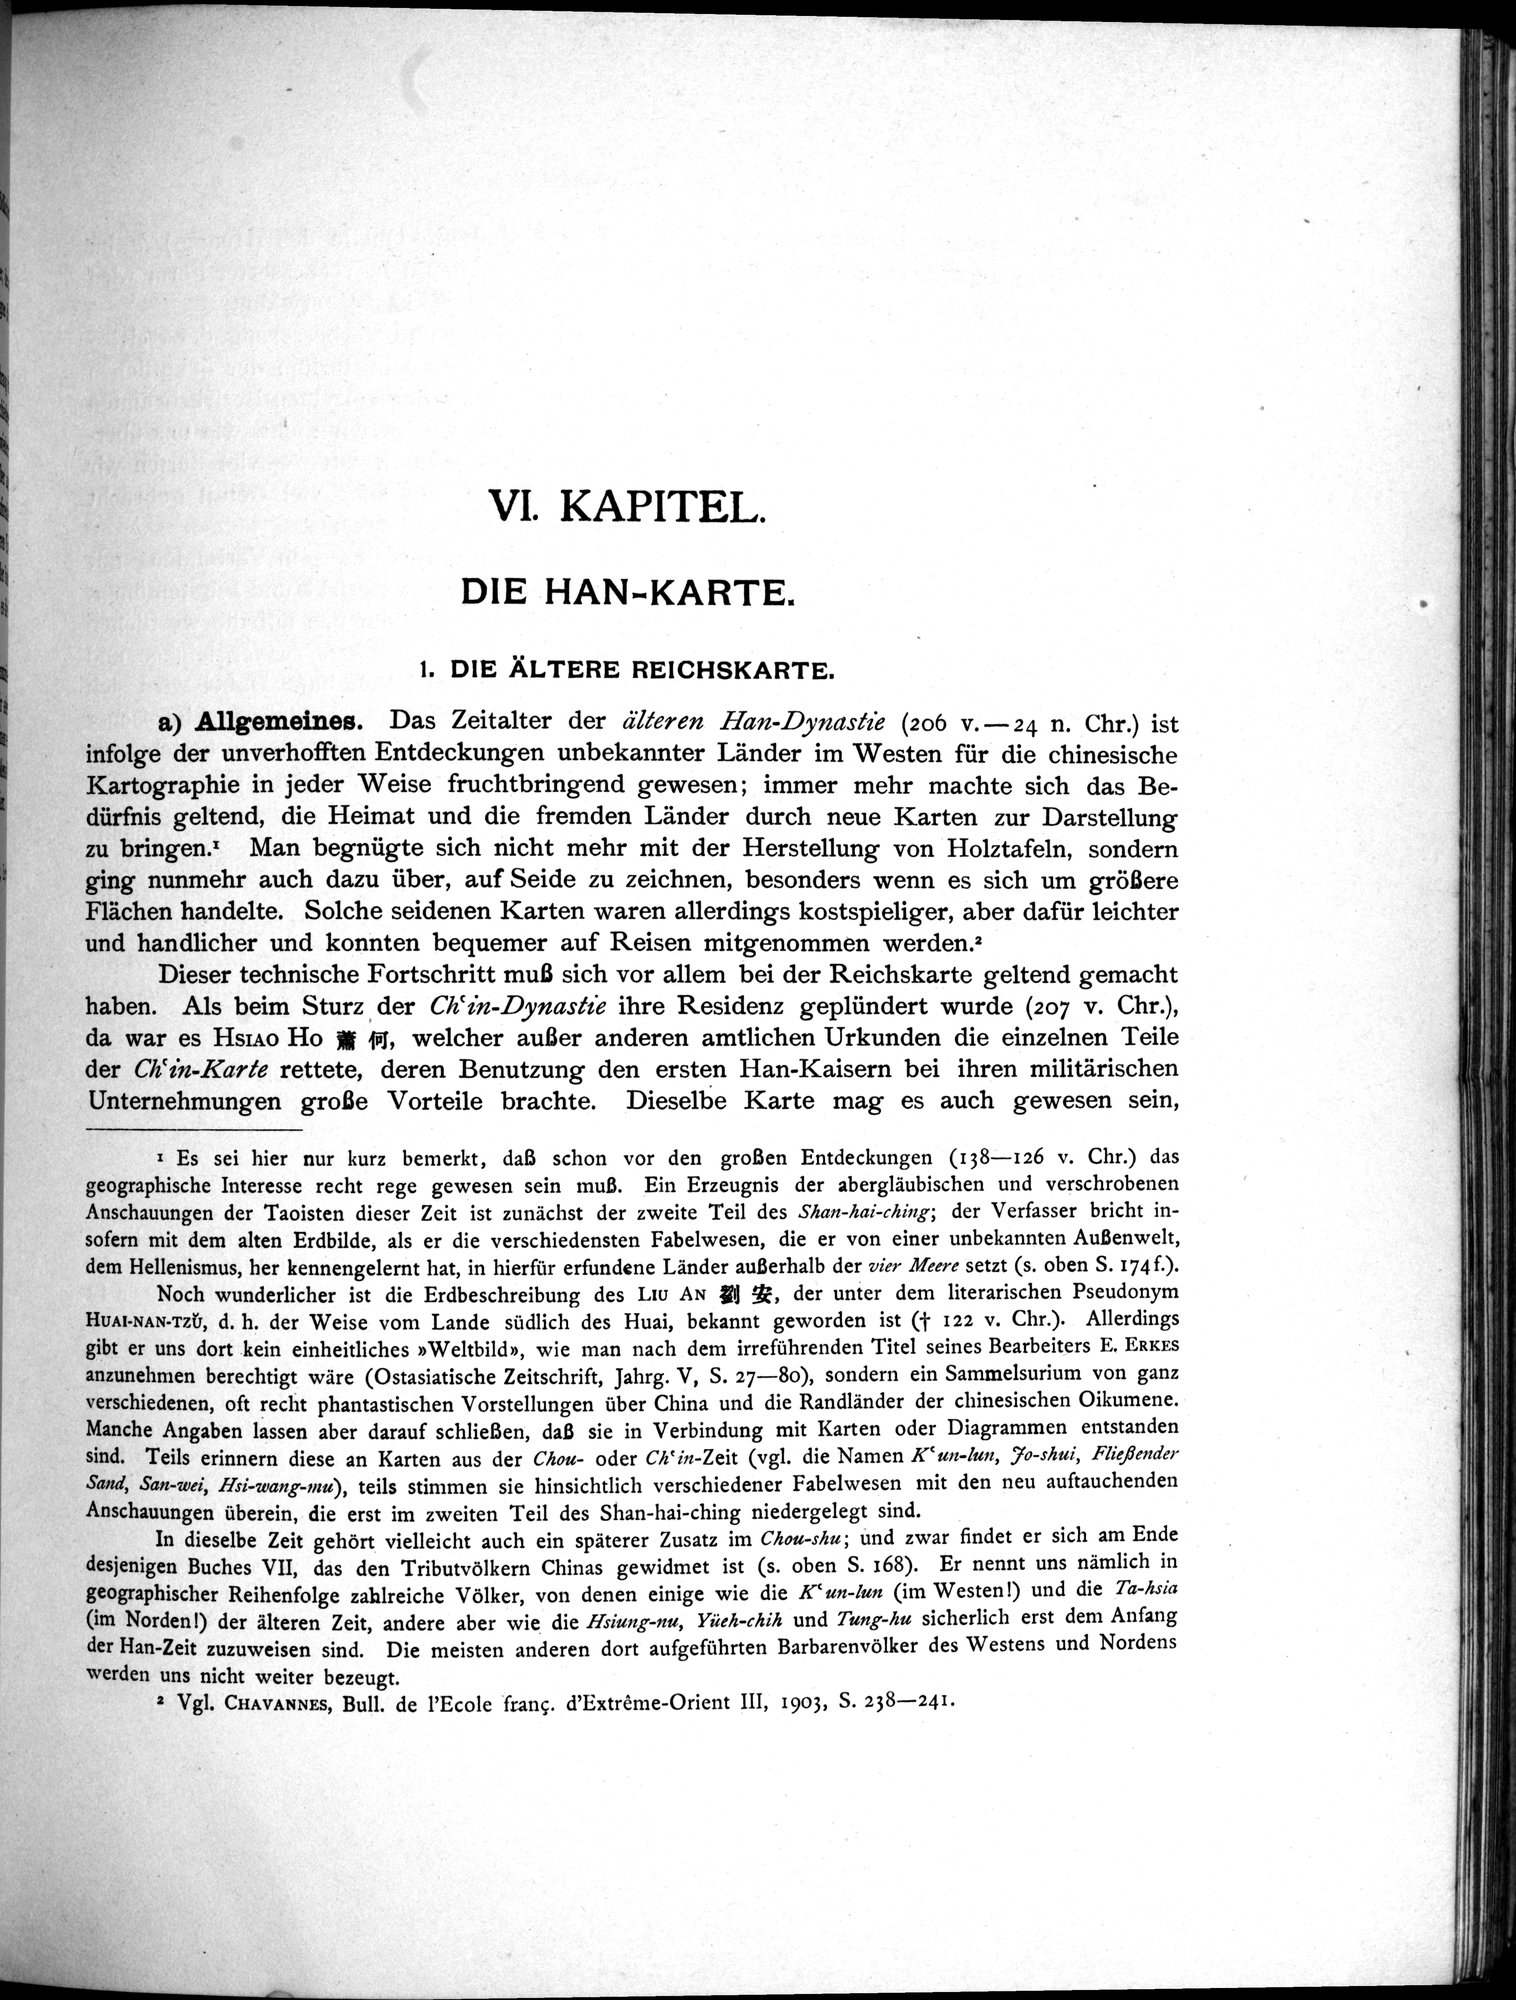 VI. KAPITEL.
DIE HAN-KARTE.
1. DIE ÄLTERE REICHSKARTE.
a) Allgemeines. Das Zeitalter der älteren Han-Dynastie (206 v.—24 n. Chr.) ist
infolge der unverhofften Entdeckungen unbekannter Länder im Westen für die chinesische
Kartographie in jeder Weise fruchtbringend gewesen; immer mehr machte sich das Be-
dürfnis geltend, die Heimat und die fremden Länder durch neue Karten zur Darstellung
zu bringen.¹ Man begnügte sich nicht mehr mit der Herstellung von Holztafeln, sondern
ging nunmehr auch dazu über, auf Seide zu zeichnen, besonders wenn es sich um größere
Flächen handelte. Solche seidenen Karten waren allerdings kostspieliger, aber dafür leichter
und handlicher und konnten bequemer auf Reisen mitgenommen werden.²
Dieser technische Fortschritt muß sich vor allem bei der Reichskarte geltend gemacht
haben. Als beim Sturz der Chʽin-Dynastie ihre Residenz geplündert wurde (207 v. Chr.),
da war es HSIAO HO 蕭 何, welcher außer anderen amtlichen Urkunden die einzelnen Teile
der Chʽin-Karte rettete, deren Benutzung den ersten Han-Kaisern bei ihren militärischen
Unternehmungen große Vorteile brachte. Dieselbe Karte mag es auch gewesen sein,
¹ Es sei hier nur kurz bemerkt, daß schon vor den großen Entdeckungen (138—126 v. Chr.) das
geographische Interesse recht rege gewesen sein muß. Ein Erzeugnis der abergläubischen und verschrobenen
Anschauungen der Taoisten dieser Zeit ist zunächst der zweite Teil des Shan-hai-ching; der Verfasser bricht in-
sofern mit dem alten Erdbilde, als er die verschiedensten Fabelwesen, die er von einer unbekannten Außenwelt,
dem Hellenismus, her kennengelernt hat, in hierfür erfundene Länder außerhalb der vier Meere setzt (s. oben S. 174f.).
Noch wunderlicher ist die Erdbeschreibung des LIU AN 劉 安, der unter dem literarischen Pseudonym
HUAI-NAN-TZŬ, d. h. der Weise vom Lande südlich des Huai, bekannt geworden ist († 122 v. Chr.). Allerdings
gibt er uns dort kein einheitliches »Weltbild», wie man nach dem irreführenden Titel seines Bearbeiters E. ERKES
anzunehmen berechtigt wäre (Ostasiatische Zeitschrift, Jahrg. V, S. 27—80), sondern ein Sammelsurium von ganz
verschiedenen, oft recht phantastischen Vorstellungen über China und die Randländer der chinesischen Oikumene.
Manche Angaben lassen aber darauf schließen, daß sie in Verbindung mit Karten oder Diagrammen entstanden
sind. Teils erinnern diese an Karten aus der Chou- oder Chʽin-Zeit (vgl. die Namen Kʽun-lun, Jo-shui, Fließender
Sand, San-wei, Hsi-wang-mu), teils stimmen sie hinsichtlich verschiedener Fabelwesen mit den neu auftauchenden
Anschauungen überein, die erst im zweiten Teil des Shan-hai-ching niedergelegt sind.
In dieselbe Zeit gehört vielleicht auch ein späterer Zusatz im Chou-shu; und zwar findet er sich am Ende
desjenigen Buches VII, das den Tributvölkern Chinas gewidmet ist (s. oben S. 168). Er nennt uns nämlich in
geographischer Reihenfolge zahlreiche Völker, von denen einige wie die Kʽun-lun (im Westen!) und die Ta-hsia
(im Norden!) der älteren Zeit, andere aber wie die Hsiung-nu, Yüeh-chih und Tung-hu sicherlich erst dem Anfang
der Han-Zeit zuzuweisen sind. Die meisten anderen dort aufgeführten Barbarenvölker des Westens und Nordens
werden uns nicht weiter bezeugt.
² Vgl. CHAVANNES, Bull. de l'Ecole franç. d'Extrême-Orient III, 1903, S. 238—241.